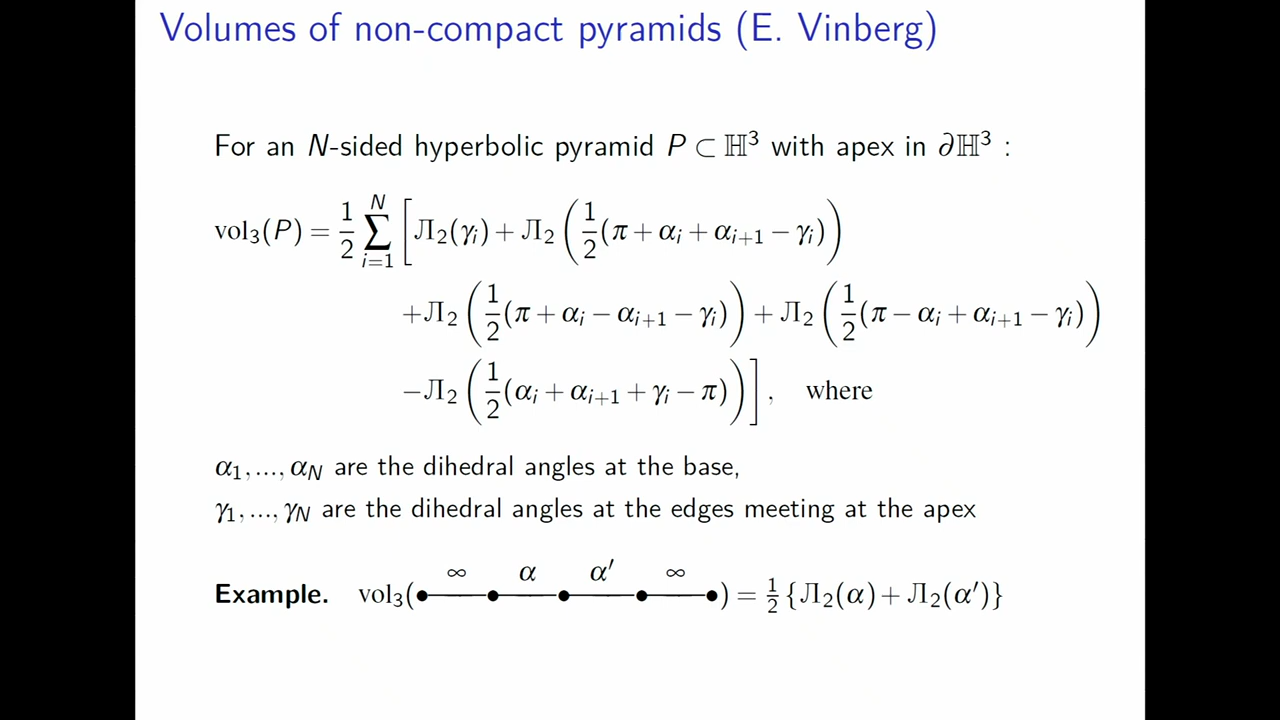 Volumes of non-compact pyramids (E. Vinberg)
For an N-sided hyperbolic pyramid P ⊂ ℍ³ with apex in ∂ℍ³ :
vol₃(P) = 1/2 ∑_{i=1}^{N} [ Л₂(γᵢ) + Л₂( 1/2 (π + αᵢ + αᵢ₊₁ − γᵢ) )
+Л₂( 1/2 (π + αᵢ − αᵢ₊₁ − γᵢ) ) + Л₂( 1/2 (π − αᵢ + αᵢ₊₁ − γᵢ) )
−Л₂( 1/2 (αᵢ + αᵢ₊₁ + γᵢ − π) ) ] , where
α₁,...,α_N are the dihedral angles at the base,
γ₁,...,γ_N are the dihedral angles at the edges meeting at the apex
∞ α α′ ∞
Example. vol₃(●—●—●—●—●) = 1/2 {Л₂(α) + Л₂(α′)}